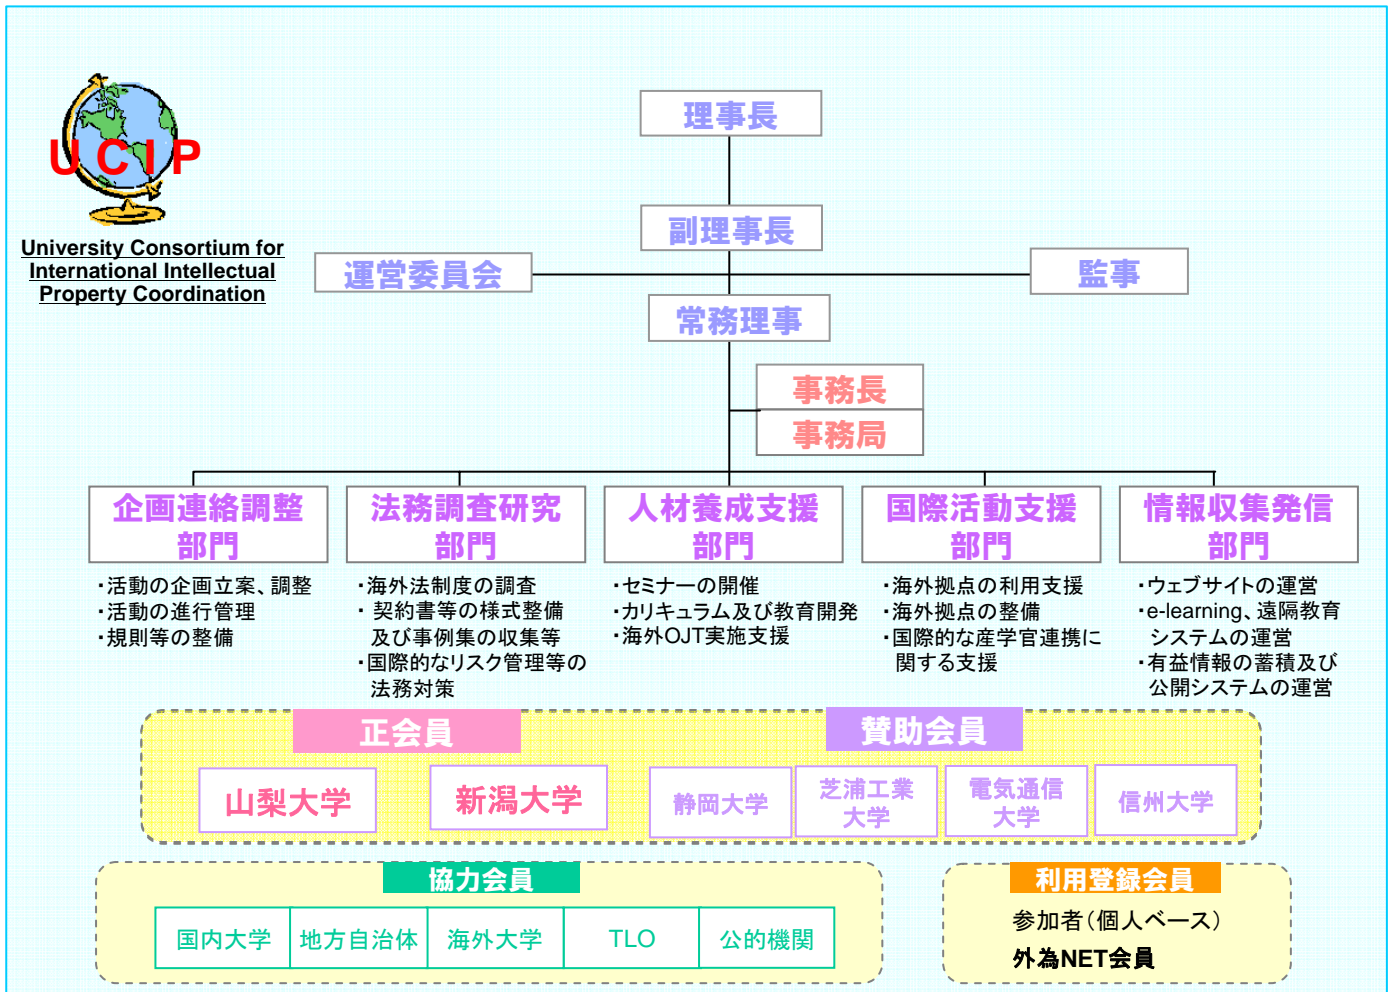 UCIP
University Consortium for
International Intellectual
Property Coordination
理事長
副理事長
運営委員会
監事
常務理事
事務長
事務局
企画連絡調整
部門
・活動の企画立案、調整
・活動の進行管理
・規則等の整備
法務調査研究
部門
・海外法制度の調査
・ 契約書等の様式整備
及び事例集の収集等
・国際的なリスク管理等の
法務対策
人材養成支援
部門
・セミナーの開催
・カリキュラム及び教育開発
・海外OJT実施支援
国際活動支援
部門
・海外拠点の利用支援
・海外拠点の整備
・国際的な産学官連携に
関する支援
情報収集発信
部門
・ウェブサイトの運営
・e-learning、遠隔教育
システムの運営
・有益情報の蓄積及び
公開システムの運営
正会員
山梨大学
新潟大学
賛助会員
静岡大学
芝浦工業
大学
電気通信
大学
信州大学
協力会員
国内大学
地方自治体
海外大学
TLO
公的機関
利用登録会員
参加者（個人ベース）
外為NET会員